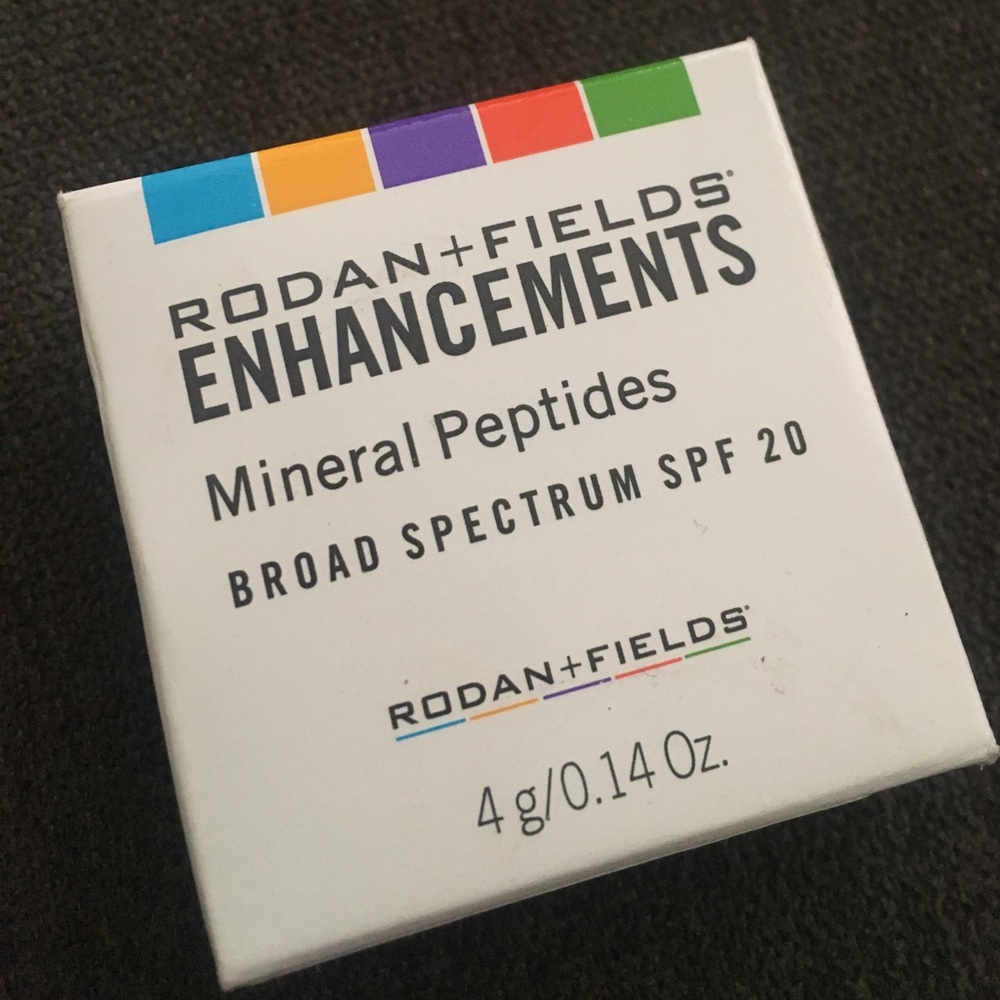 RODAN+FIELDS®
ENHANCEMENTS
Mineral Peptides
BROAD SPECTRUM SPF 20
RODAN+FIELDS®
4 g/0.14 Oz.